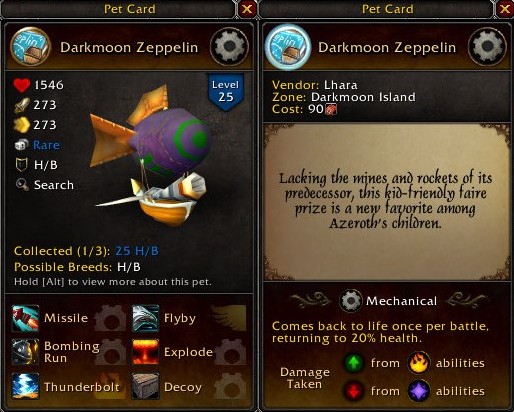 Pet Card
Darkmoon Zeppelin
1546
Level
25
273
273
Rare
H/B
Search
Collected (1/3): 25 H/B
Possible Breeds: H/B
Hold [Alt] to view more about this pet.
Missile
Flyby
Bombing
Run
Explode
Thunderbolt
Decoy
Pet Card
Darkmoon Zeppelin
Vendor: Lhara
Zone: Darkmoon Island
Cost: 90
Lacking the mines and rockets of its
predecessor, this kid-friendly faire
prize is a new favorite among
Azeroth's children.
Mechanical
Comes back to life once per battle,
returning to 20% health.
Damage
Taken
from abilities
from abilities